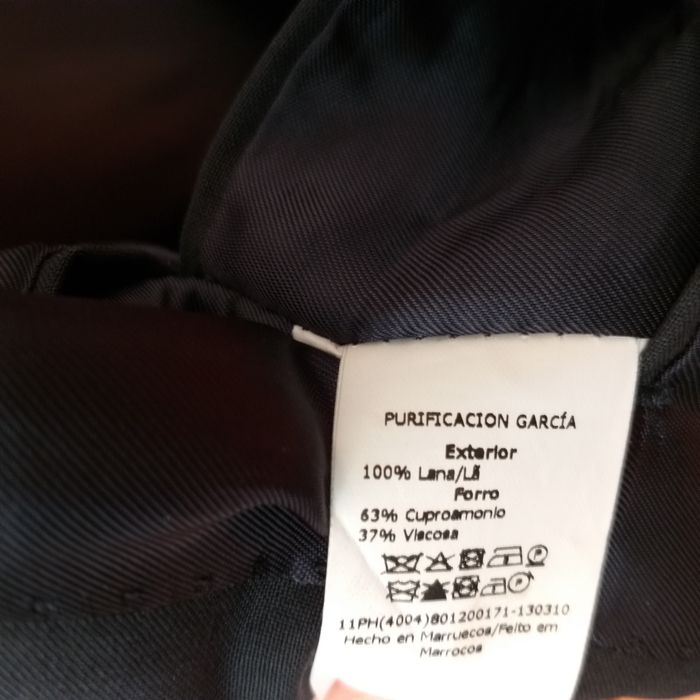 PURIFICACION GARCÍA
Exterior
100% Lana/Lã
Forro
63% Cuproamonio
37% Viscosa
11PH(4004)801200171-130310
Hecho en Marruecos/Feito em
Marrocos